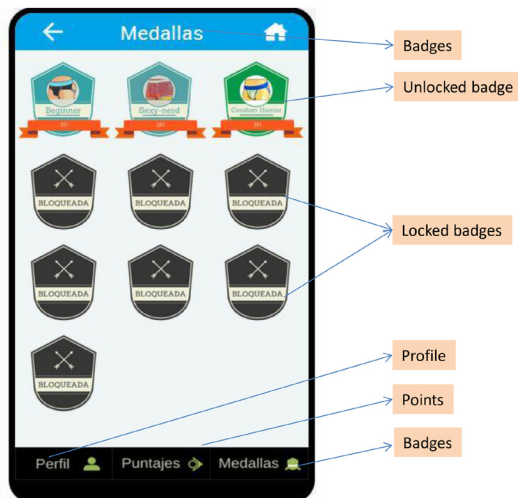 Medallas
Badges
Unlocked badge
Beginner
Sexy-nerd
Condom Hunter
BLOQUEADA
BLOQUEADA
BLOQUEADA
Locked badges
BLOQUEADA
BLOQUEADA
BLOQUEADA
BLOQUEADA
Profile
Points
Badges
Perfil
Puntajes
Medallas